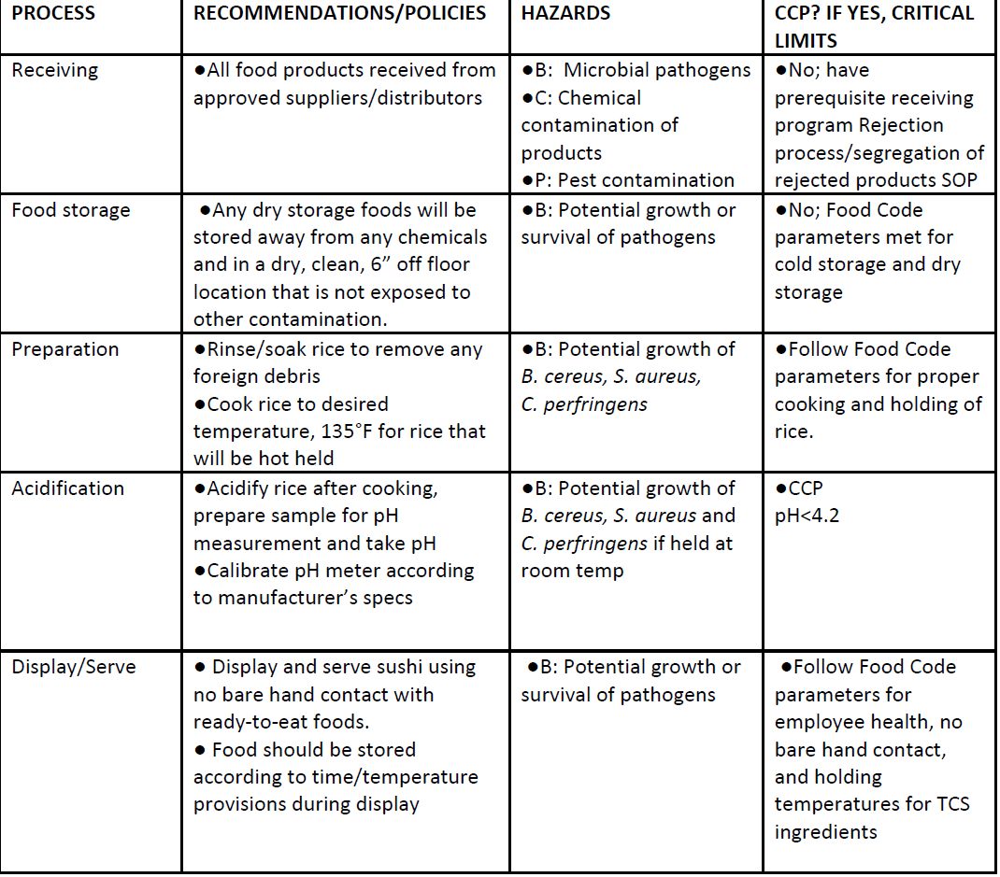 PROCESS
RECOMMENDATIONS/POLICIES
HAZARDS
CCP? IF YES, CRITICAL
LIMITS
Receiving
●All food products received from
approved suppliers/distributors
●B:  Microbial pathogens
●C: Chemical
contamination of
products
●P: Pest contamination
●No; have
prerequisite receiving
program Rejection
process/segregation of
rejected products SOP
Food storage
●Any dry storage foods will be
stored away from any chemicals
and in a dry, clean, 6” off floor
location that is not exposed to
other contamination.
●B: Potential growth or
survival of pathogens
●No; Food Code
parameters met for
cold storage and dry
storage
Preparation
●Rinse/soak rice to remove any
foreign debris
●Cook rice to desired
temperature, 135°F for rice that
will be hot held
●B: Potential growth of
B. cereus, S. aureus,
C. perfringens
●Follow Food Code
parameters for proper
cooking and holding of
rice.
Acidification
●Acidify rice after cooking,
prepare sample for pH
measurement and take pH
●Calibrate pH meter according
to manufacturer’s specs
●B: Potential growth of
B. cereus, S. aureus and
C. perfringens if held at
room temp
●CCP
pH<4.2
Display/Serve
● Display and serve sushi using
no bare hand contact with
ready-to-eat foods.
● Food should be stored
according to time/temperature
provisions during display
●B: Potential growth or
survival of pathogens
●Follow Food Code
parameters for
employee health, no
bare hand contact,
and holding
temperatures for TCS
ingredients